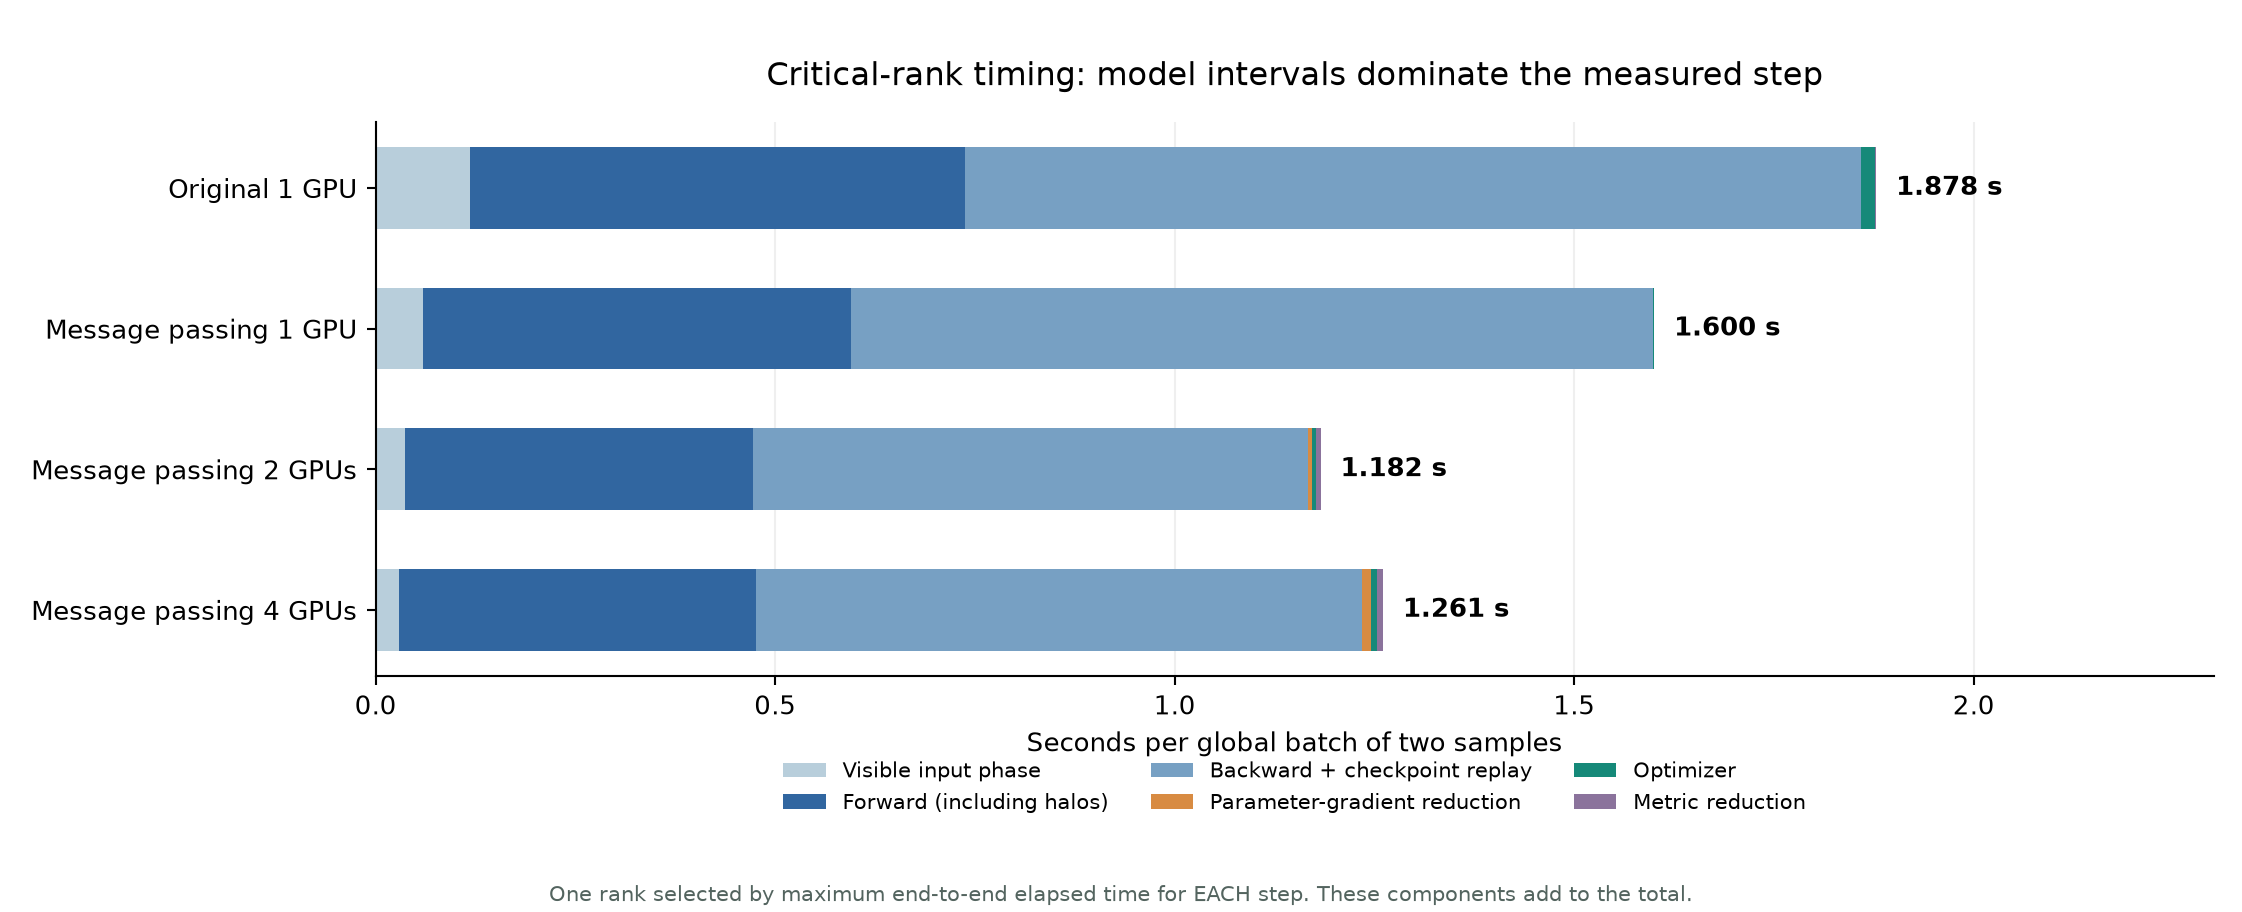 Critical-rank timing: model intervals dominate the measured step
Original 1 GPU
1.878 s
Message passing 1 GPU
1.600 s
Message passing 2 GPUs
1.182 s
Message passing 4 GPUs
1.261 s
0.0 0.5 1.0 1.5 2.0
Seconds per global batch of two samples
Visible input phase Backward + checkpoint replay Optimizer
Forward (including halos) Parameter-gradient reduction Metric reduction
One rank selected by maximum end-to-end elapsed time for EACH step. These components add to the total.